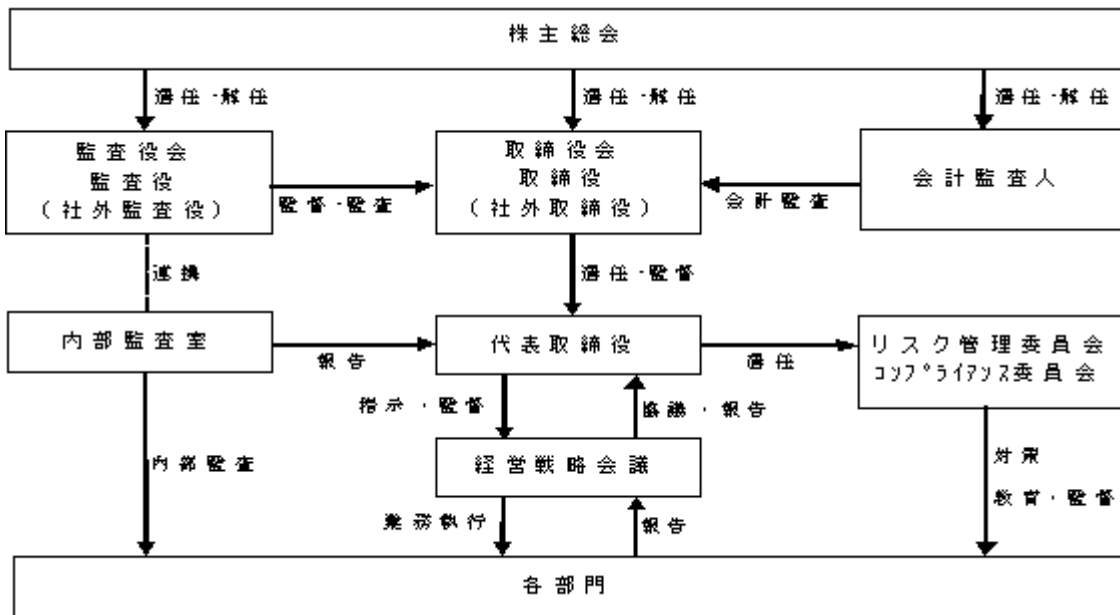 株主総会
選任・解任
選任・解任
選任・解任
監査役会
監査役
(社外監査役)
監督・監査
取締役会
取締役
(社外取締役)
会計監査
会計監査人
連携
選任・監督
内部監査室
報告
代表取締役
選任
リスク管理委員会
コンプライアンス委員会
指示・監督
協議・報告
内部監査
経営戦略会議
対策
教育・監督
業務執行
報告
各部門